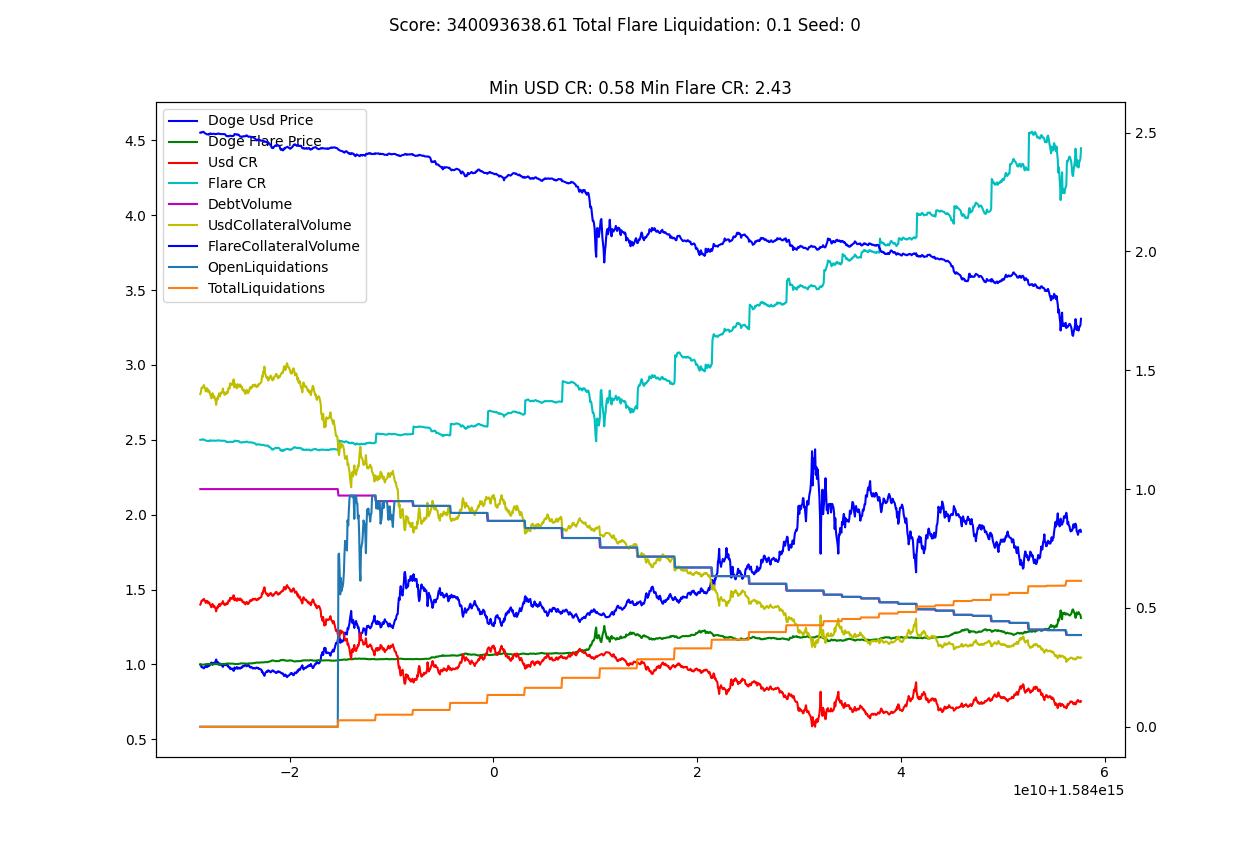 Score: 340093638.61 Total Flare Liquidation: 0.1 Seed: 0
Min USD CR: 0.58 Min Flare CR: 2.43
Doge Usd Price
Doge Flare Price
Usd CR
Flare CR
DebtVolume
UsdCollateralVolume
FlareCollateralVolume
OpenLiquidations
TotalLiquidations
4.5
4.0
3.5
3.0
2.5
2.0
1.5
1.0
0.5
2.5
2.0
1.5
1.0
0.5
0.0
−2
0
2
4
6
1e10+1.584e15